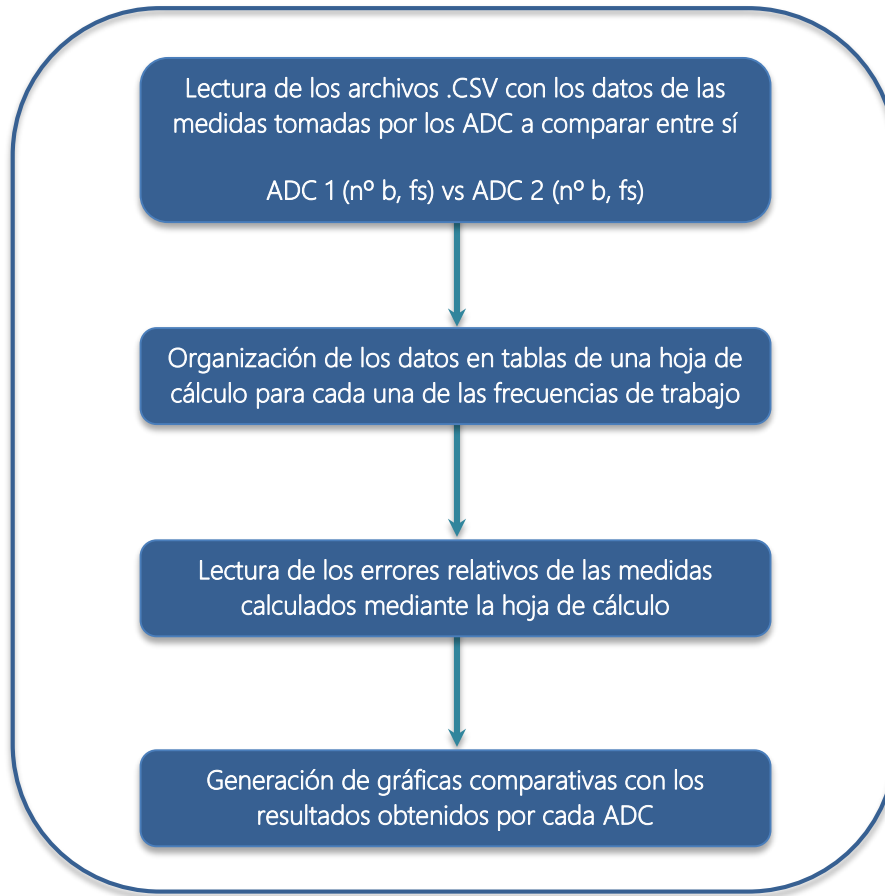 Lectura de los archivos .CSV con los datos de las
medidas tomadas por los ADC a comparar entre sí
ADC 1 (nº b, fs) vs ADC 2 (nº b, fs)
Organización de los datos en tablas de una hoja de
cálculo para cada una de las frecuencias de trabajo
Lectura de los errores relativos de las medidas
calculados mediante la hoja de cálculo
Generación de gráficas comparativas con los
resultados obtenidos por cada ADC